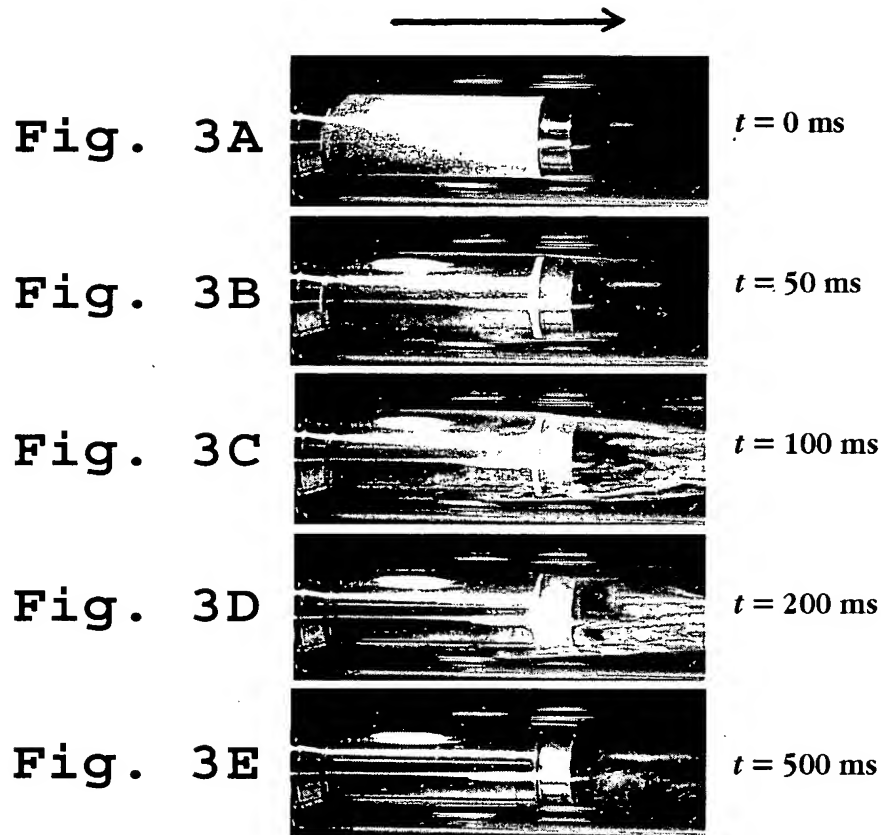 Fig. 3A t = 0 ms
Fig. 3B t = 50 ms
Fig. 3C t = 100 ms
Fig. 3D t = 200 ms
Fig. 3E t = 500 ms